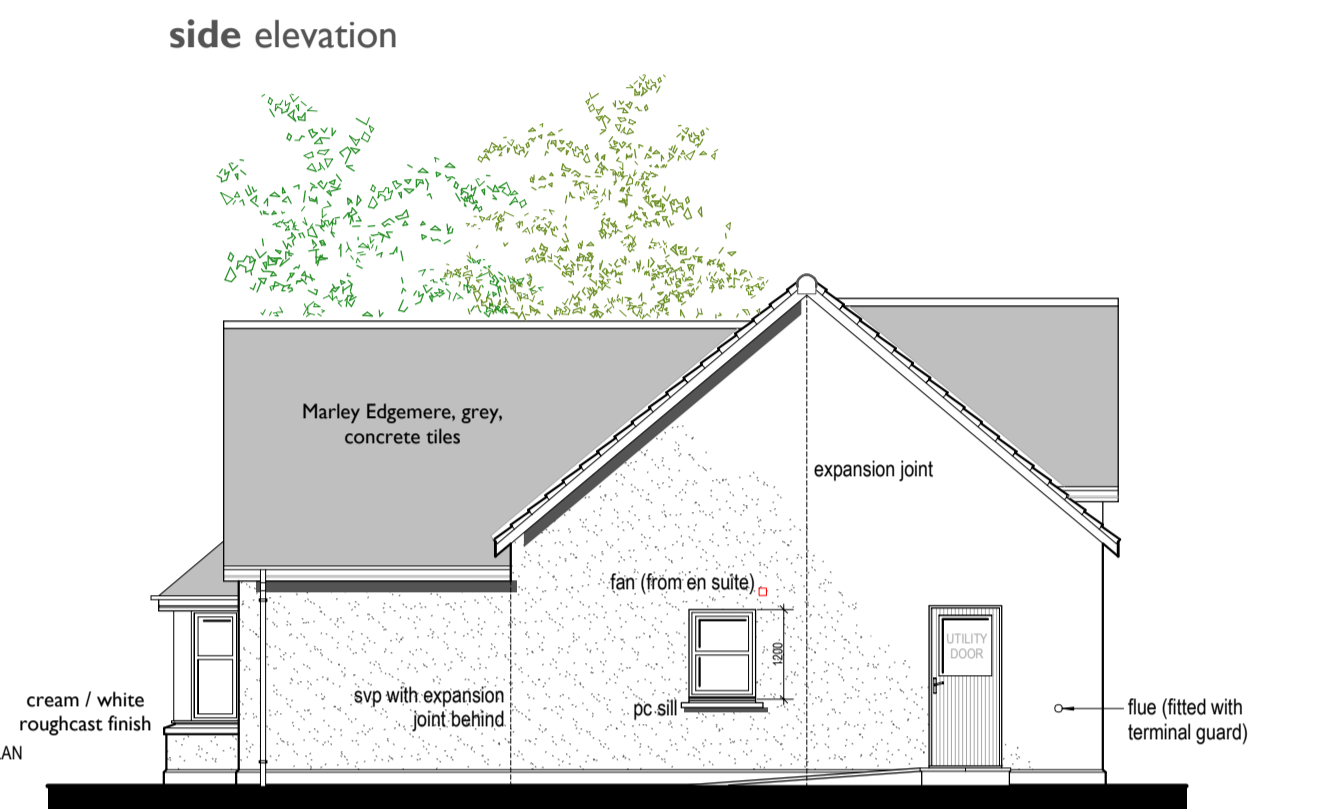 side elevation
Marley Edgemere, grey,
concrete tiles
expansion joint
fan (from en suite)
1200
UTILITY
DOOR
svp with expansion
joint behind
pc sill
cream / white
roughcast finish
AN
flue (fitted with
terminal guard)